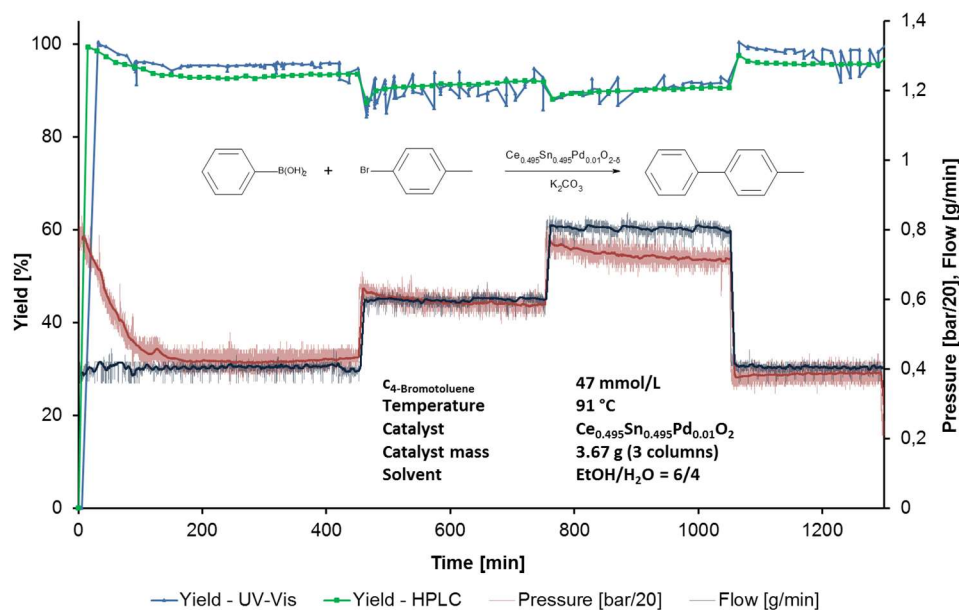 100
80
60
40
20
0
Yield [%]
1,4
1,2
1
0,8
0,6
0,4
0,2
0
Pressure [bar/20], Flow [g/min]
B(OH)₂
+
Br
Ce₀.₄₉₅Sn₀.₄₉₅Pd₀.₀₁O₂₋δ
K₂CO₃
c₄₋Bromotoluene 47 mmol/L
Temperature 91 °C
Catalyst Ce₀.₄₉₅Sn₀.₄₉₅Pd₀.₀₁O₂
Catalyst mass 3.67 g (3 columns)
Solvent EtOH/H₂O = 6/4
0 200 400 600 800 1000 1200
Time [min]
Yield - UV-Vis Yield - HPLC Pressure [bar/20] Flow [g/min]